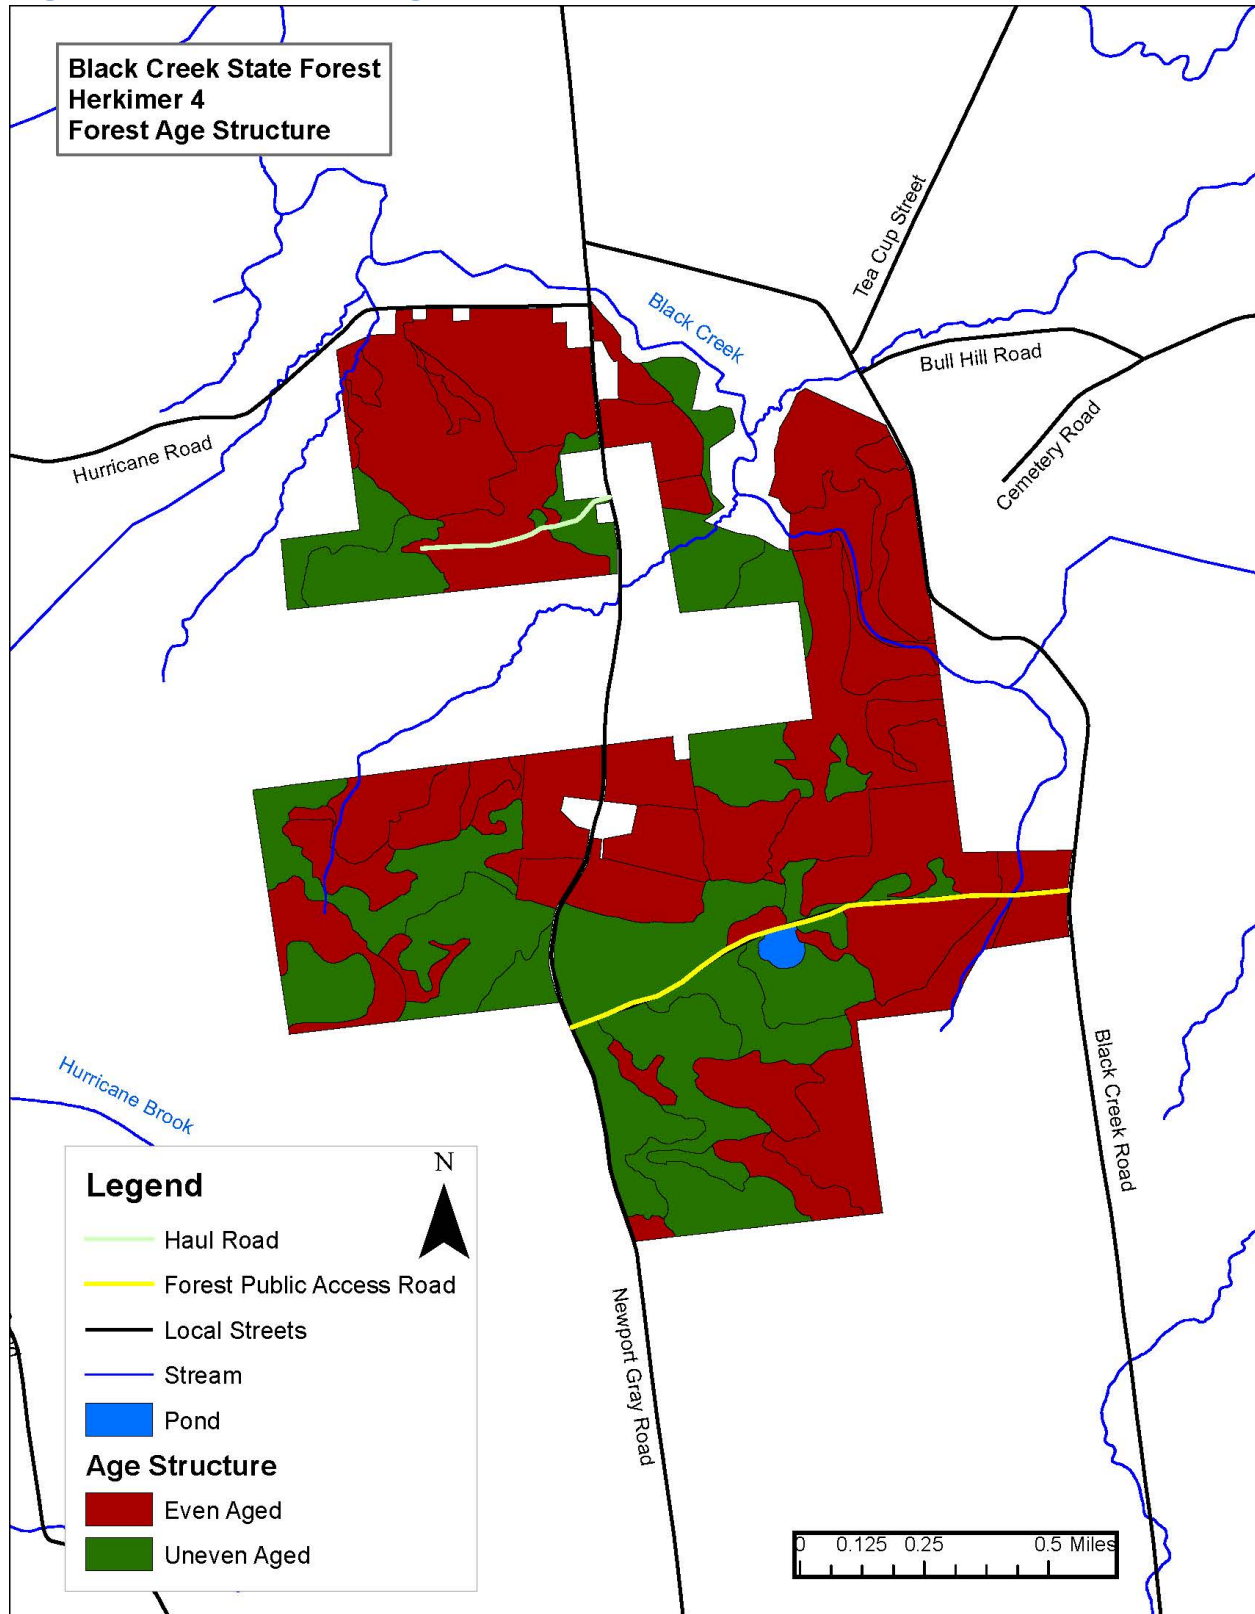 Black Creek State Forest
Herkimer 4
Forest Age Structure
Tea Cup Street
Black Creek
Bull Hill Road
Hurricane Road
Cemetery Road
Hurricane Brook
Black Creek Road
Newport Gray Road
N
Legend
Haul Road
Forest Public Access Road
Local Streets
Stream
Pond
Age Structure
Even Aged
Uneven Aged
0 0.125 0.25 0.5 Miles